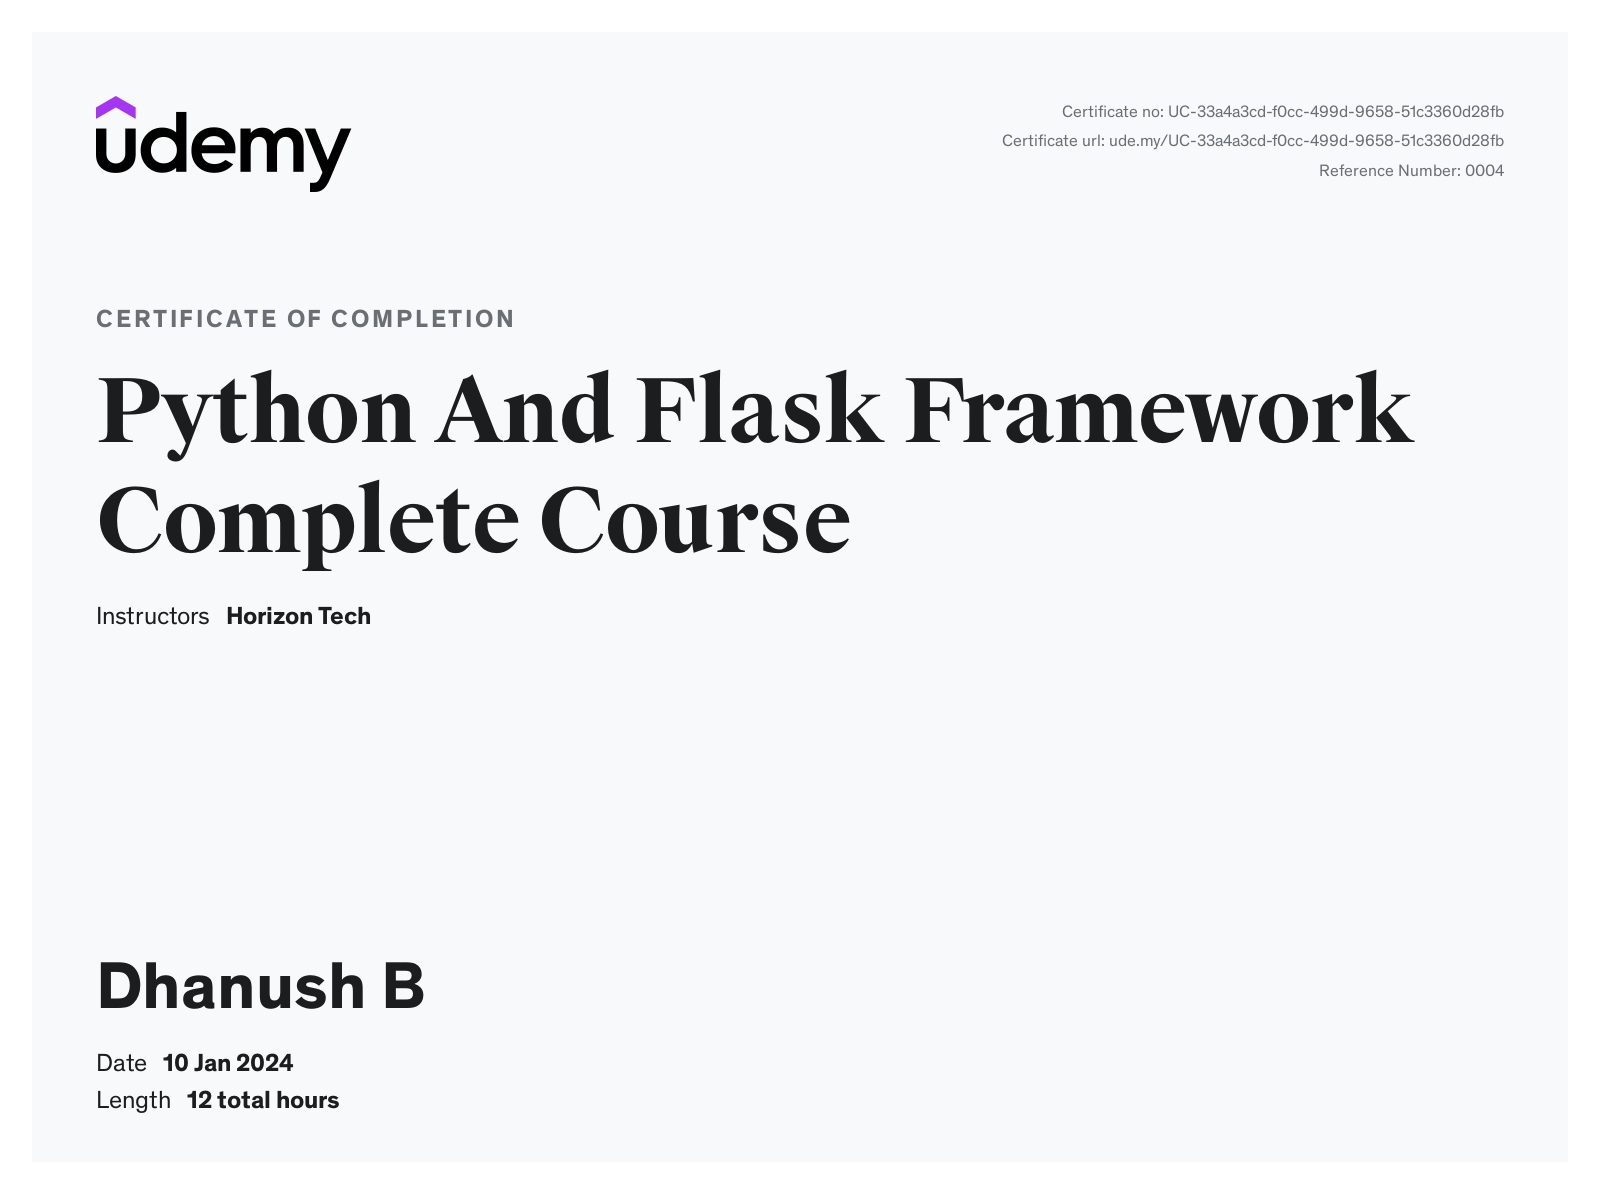 udemy
Certificate no: UC-33a4a3cd-f0cc-499d-9658-51c3360d28fb
Certificate url: ude.my/UC-33a4a3cd-f0cc-499d-9658-51c3360d28fb
Reference Number: 0004
CERTIFICATE OF COMPLETION
Python And Flask Framework
Complete Course
Instructors Horizon Tech
Dhanush B
Date 10 Jan 2024
Length 12 total hours